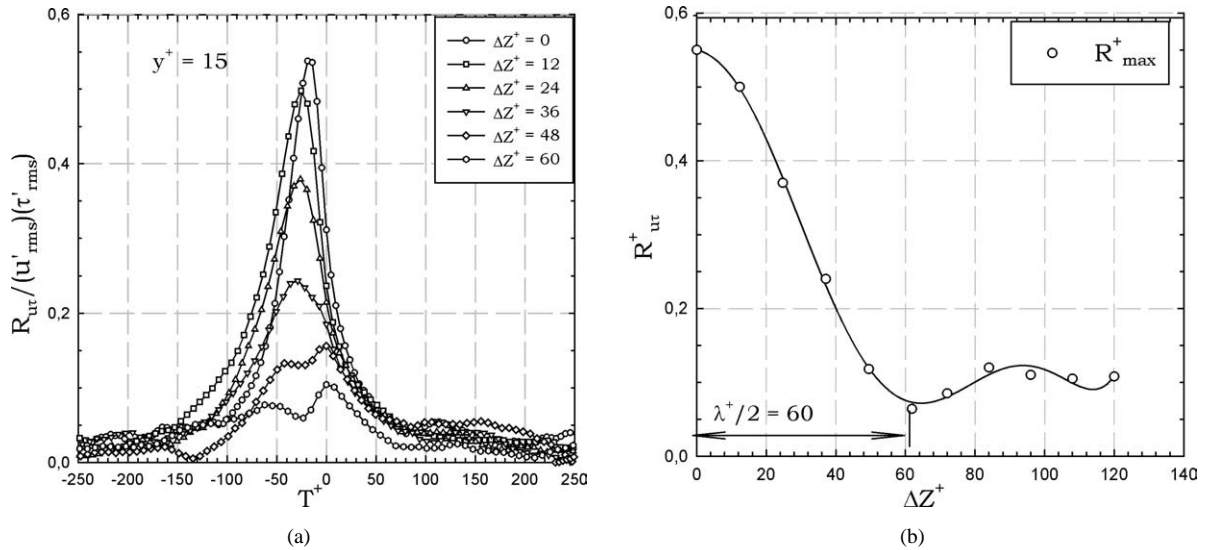 0,6
0,4
0,2
0,0
R_uτ/(u'_rms)(τ'_rms)
y⁺ = 15
ΔZ⁺ = 0
ΔZ⁺ = 12
ΔZ⁺ = 24
ΔZ⁺ = 36
ΔZ⁺ = 48
ΔZ⁺ = 60
-250 -200 -150 -100 -50 0 50 100 150 200 250
T⁺
(a)
0,6
0,4
0,2
0,0
R⁺_uτ
R⁺_max
λ⁺/2 = 60
0 20 40 60 80 100 120 140
ΔZ⁺
(b)